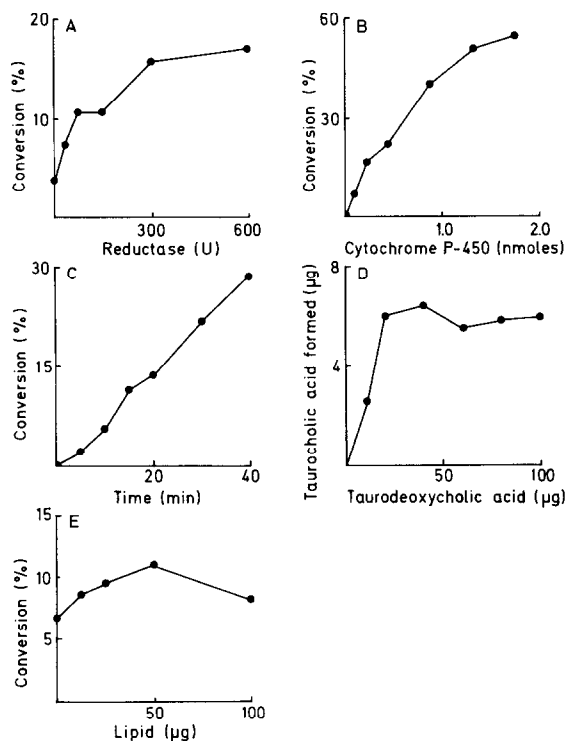 A
Conversion (%)
20
10
300
600
Reductase (U)
B
Conversion (%)
60
30
1.0
2.0
Cytochrome P-450 (nmoles)
C
Conversion (%)
30
15
20
40
Time (min)
D
Taurocholic acid formed (µg)
8
4
50
100
Taurodeoxycholic acid (µg)
E
Conversion (%)
15
10
5
50
100
Lipid (µg)